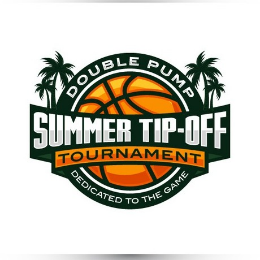 DOUBLE PUMP
SUMMER TIP-OFF
TOURNAMENT
DEDICATED TO THE GAME